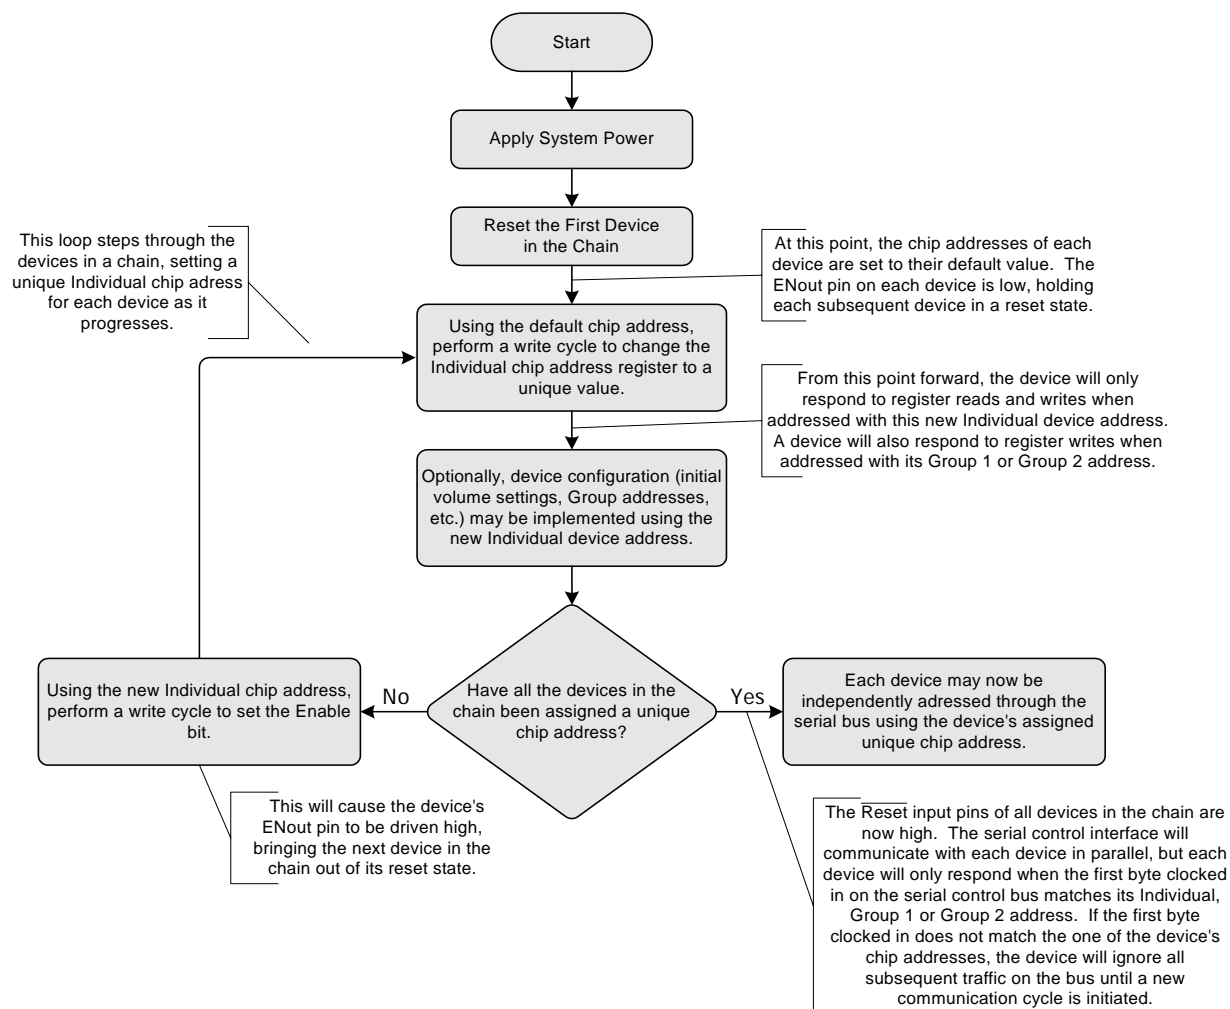 Start
Apply System Power
Reset the First Device
in the Chain
This loop steps through the
devices in a chain, setting a
unique Individual chip adress
for each device as it
progresses.
At this point, the chip addresses of each
device are set to their default value.  The
ENout pin on each device is low, holding
each subsequent device in a reset state.
Using the default chip address,
perform a write cycle to change the
Individual chip address register to a
unique value.
From this point forward, the device will only
respond to register reads and writes when
addressed with this new Individual device address.
A device will also respond to register writes when
addressed with its Group 1 or Group 2 address.
Optionally, device configuration (initial
volume settings, Group addresses,
etc.) may be implemented using the
new Individual device address.
Using the new Individual chip address,
perform a write cycle to set the Enable
bit.
No
Have all the devices in the
chain been assigned a unique
chip address?
Yes
Each device may now be
independently adressed through the
serial bus using the device's assigned
unique chip address.
This will cause the device's
ENout pin to be driven high,
bringing the next device in the
chain out of its reset state.
The Reset input pins of all devices in the chain are
now high.  The serial control interface will
communicate with each device in parallel, but each
device will only respond when the first byte clocked
in on the serial control bus matches its Individual,
Group 1 or Group 2 address.  If the first byte
clocked in does not match the one of the device's
chip addresses, the device will ignore all
subsequent traffic on the bus until a new
communication cycle is initiated.